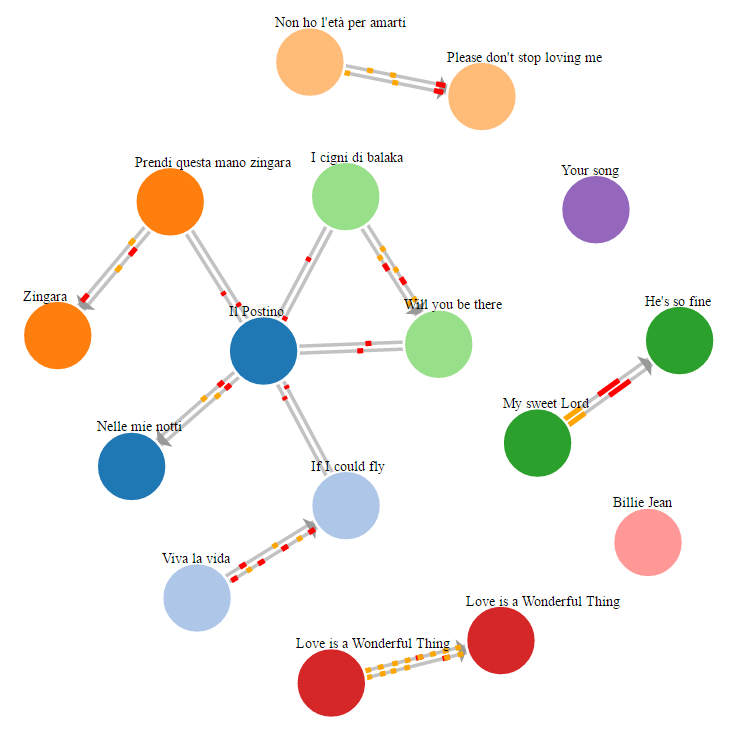 Non ho l'età per amarti
Please don't stop loving me
Prendi questa mano zingara
I cigni di balaka
Your song
Zingara
Il Postino
Will you be there
He's so fine
My sweet Lord
Nelle mie notti
If I could fly
Billie Jean
Viva la vida
Love is a Wonderful Thing
Love is a Wonderful Thing